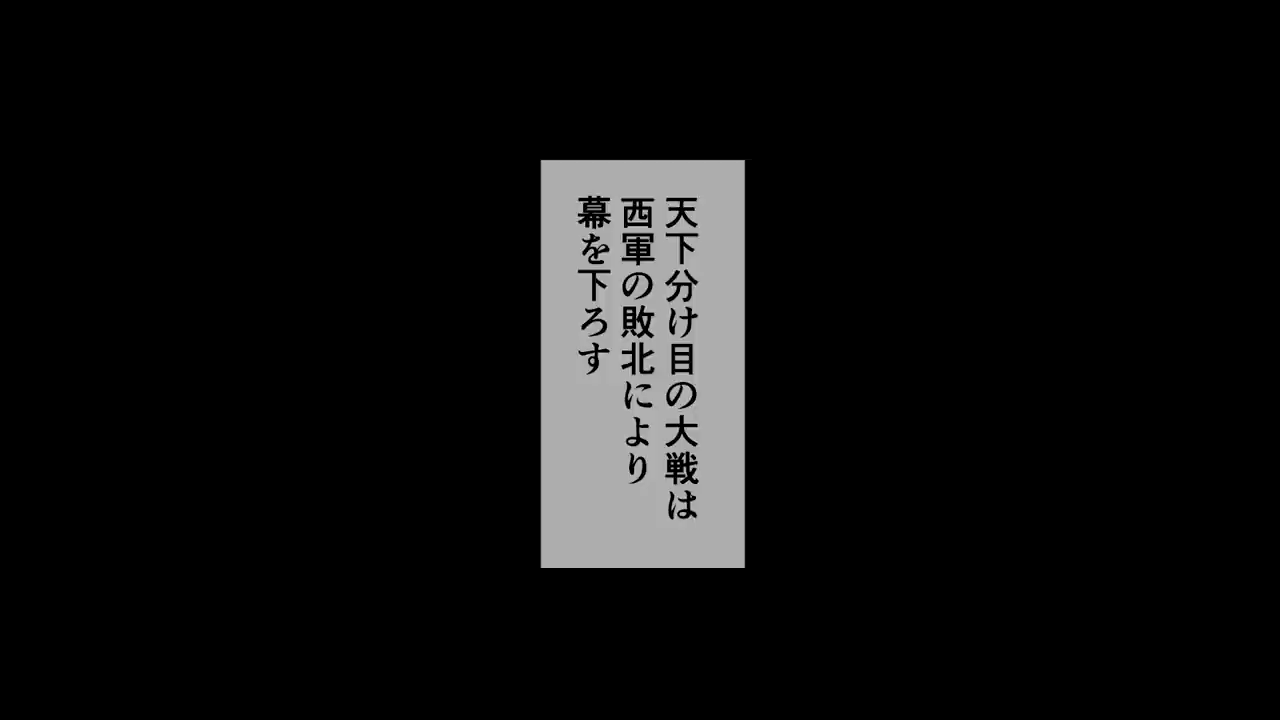 天下分け目の大戦は
西軍の敗北により
幕を下ろす